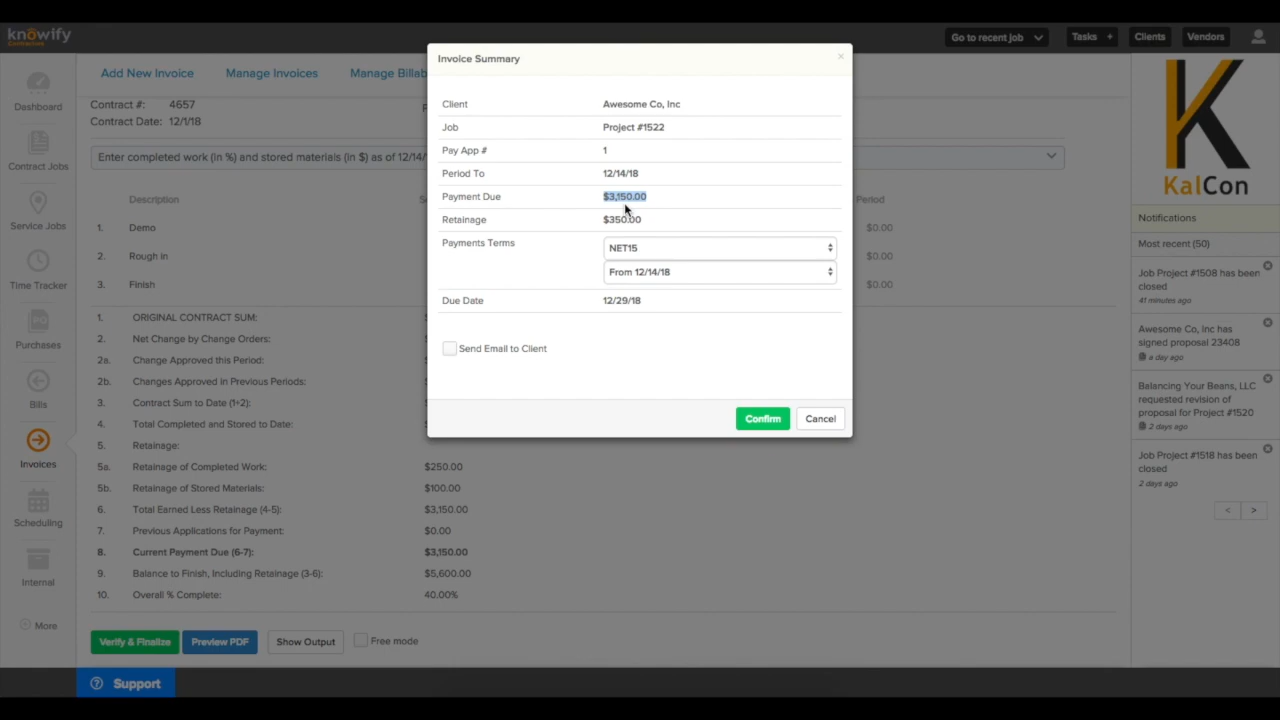 knowify
Contractors
Go to recent job
Tasks +
Clients
Vendors
Dashboard
Contract Jobs
Service Jobs
Time Tracker
Purchases
Bills
Invoices
Scheduling
Internal
More
Add New Invoice
Manage Invoices
Manage Billab
Contract #: 4657
Contract Date: 12/1/18
Enter completed work (in %) and stored materials (in $) as of 12/14/
Description
Period
1. Demo $0.00
2. Rough in $0.00
3. Finish $0.00
1. ORIGINAL CONTRACT SUM:
2. Net Change by Change Orders:
2a. Change Approved this Period:
2b. Changes Approved in Previous Periods:
3. Contract Sum to Date (1+2):
4. Total Completed and Stored to Date:
5. Retainage:
5a. Retainage of Completed Work: $250.00
5b. Retainage of Stored Materials: $100.00
6. Total Earned Less Retainage (4-5): $3,150.00
7. Previous Applications for Payment: $0.00
8. Current Payment Due (6-7): $3,150.00
9. Balance to Finish, Including Retainage (3-6): $5,600.00
10. Overall % Complete: 40.00%
Verify & Finalize
Preview PDF
Show Output
Free mode
Support
Invoice Summary
×
Client Awesome Co, Inc
Job Project #1522
Pay App # 1
Period To 12/14/18
Payment Due $3,150.00
Retainage $350.00
Payments Terms NET15
From 12/14/18
Due Date 12/29/18
Send Email to Client
Confirm
Cancel
K
KalCon
Notifications
Most recent (50)
Job Project #1508 has been
closed
41 minutes ago
Awesome Co, Inc has
signed proposal 23408
a day ago
Balancing Your Beans, LLC
requested revision of
proposal for Project #1520
2 days ago
Job Project #1518 has been
closed
2 days ago
< >